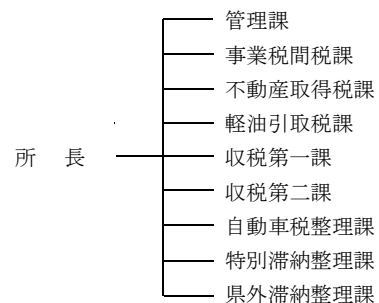 所　長
管理課
事業税間税課
不動産取得税課
軽油引取税課
収税第一課
収税第二課
自動車税整理課
特別滞納整理課
県外滞納整理課